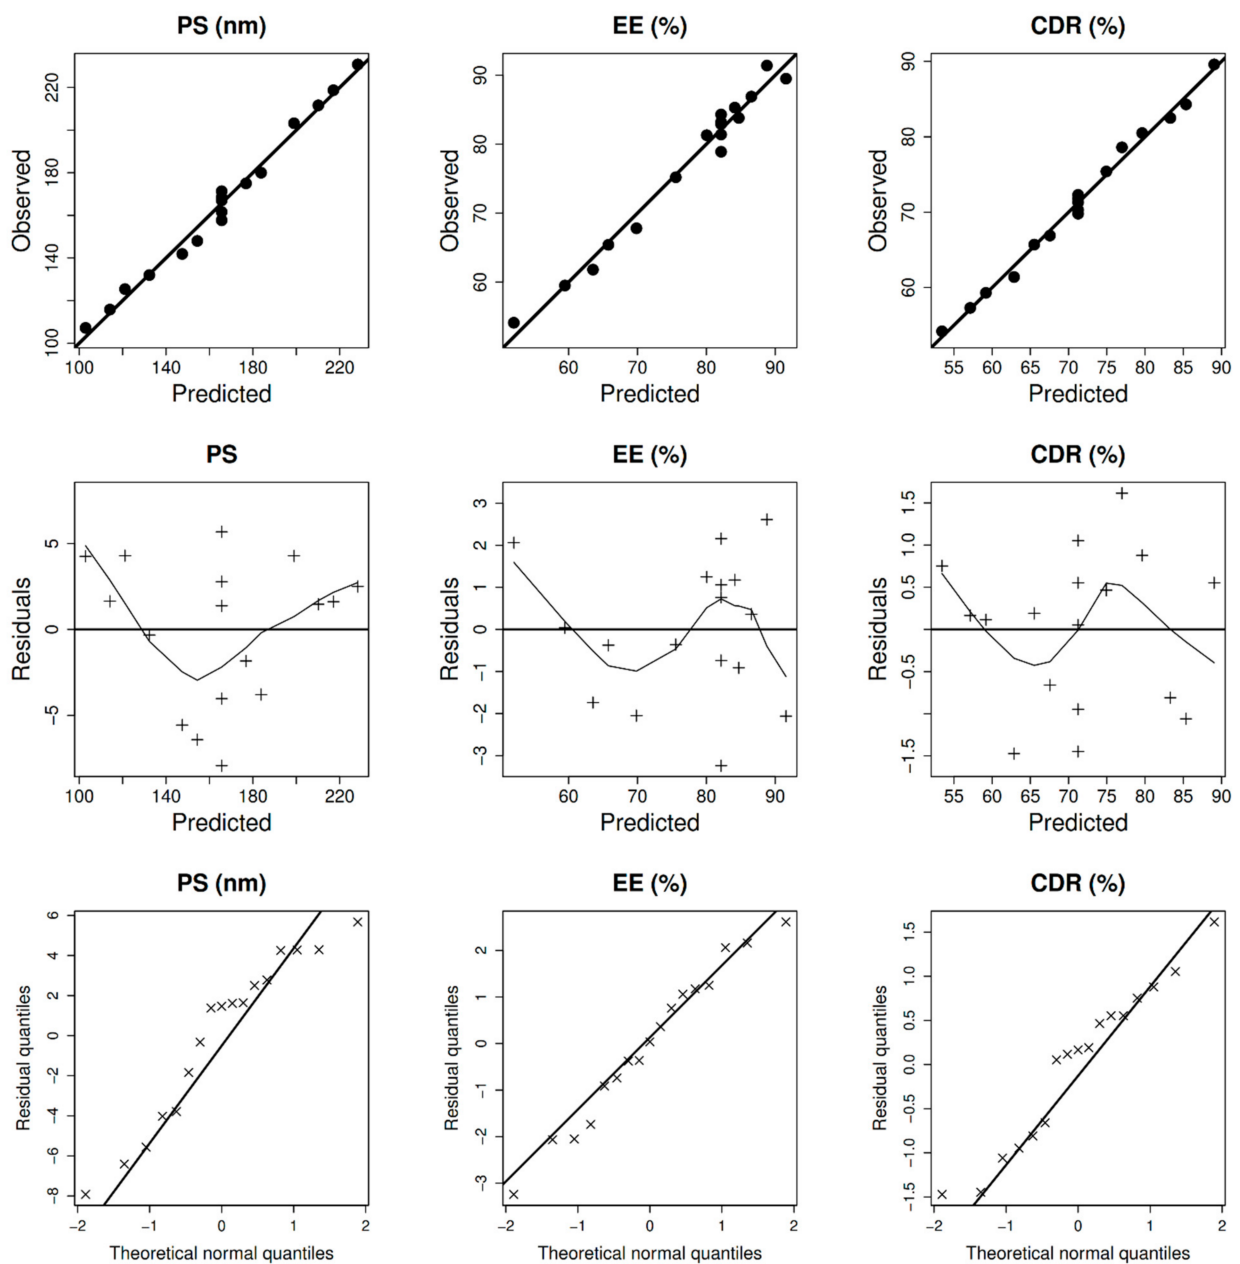 PS (nm) EE (%) CDR (%)
Observed 100 140 180 220
Observed 60 70 80 90
Observed 60 70 80 90
100 140 180 220
60 70 80 90
55 60 65 70 75 80 85 90
Predicted Predicted Predicted
PS EE (%) CDR (%)
Residuals −5 0 5
Residuals −3 −2 −1 0 1 2 3
Residuals −1.5 −0.5 0.5 1.0 1.5
100 140 180 220
60 70 80 90
55 60 65 70 75 80 85 90
Predicted Predicted Predicted
PS (nm) EE (%) CDR (%)
Residual quantiles −8 −6 −4 −2 0 2 4 6
Residual quantiles −3 −2 −1 0 1 2
Residual quantiles −1.5 −1.0 −0.5 0.0 0.5 1.0 1.5
−2 −1 0 1 2
−2 −1 0 1 2
−2 −1 0 1 2
Theoretical normal quantiles Theoretical normal quantiles Theoretical normal quantiles